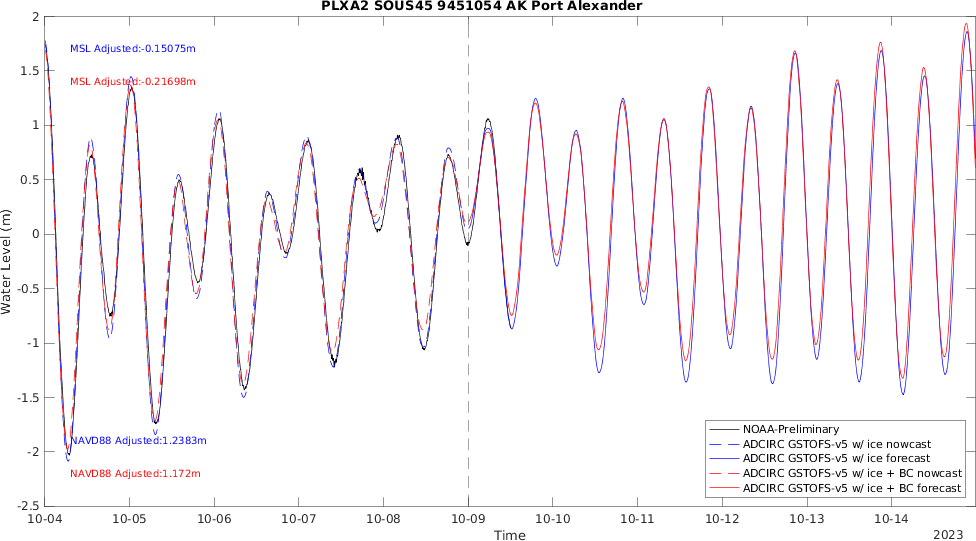 PLXA2 SOUS45 9451054 AK Port Alexander
2
1.5
1
0.5
0
-0.5
-1
-1.5
-2
-2.5
Water Level (m)
MSL Adjusted:-0.15075m
MSL Adjusted:-0.21698m
NAVD88 Adjusted:1.2383m
NAVD88 Adjusted:1.172m
NOAA-Preliminary
ADCIRC GSTOFS-v5 w/ ice nowcast
ADCIRC GSTOFS-v5 w/ ice forecast
ADCIRC GSTOFS-v5 w/ ice + BC nowcast
ADCIRC GSTOFS-v5 w/ ice + BC forecast
10-04 10-05 10-06 10-07 10-08 10-09 10-10 10-11 10-12 10-13 10-14
Time
2023